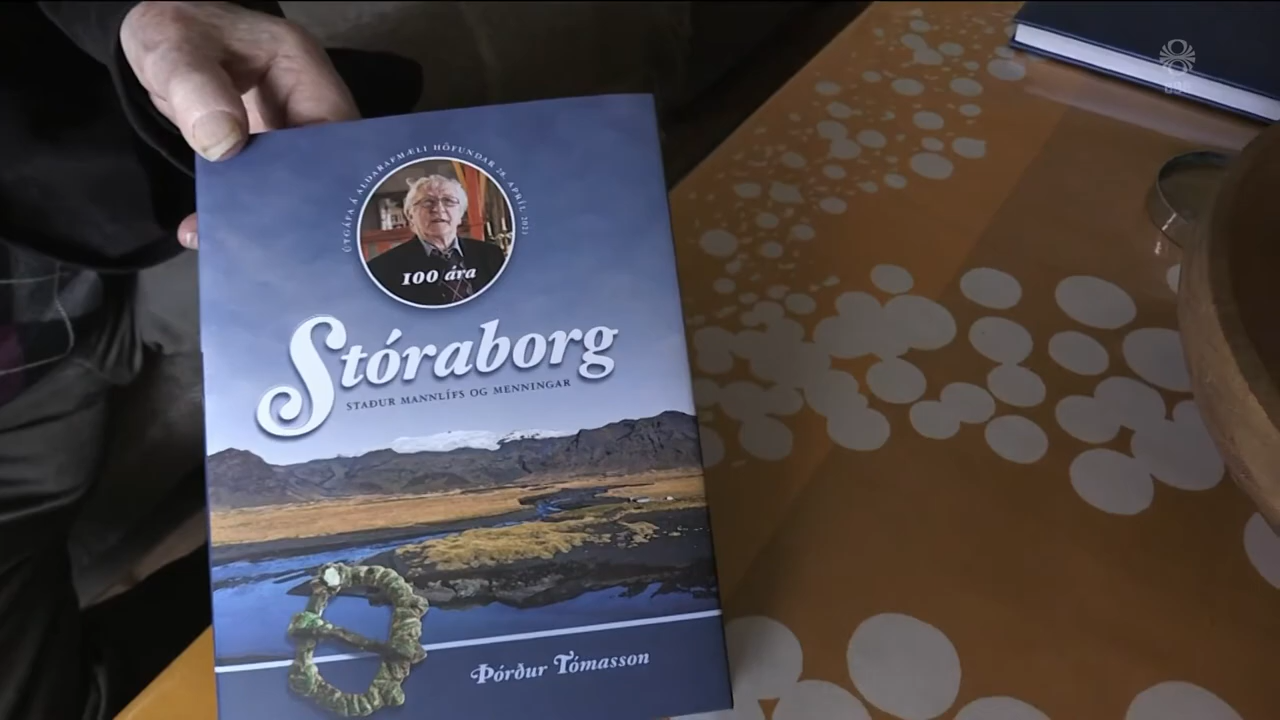 ÚTGÁFA Á ALDARAFMÆLI HÖFUNDAR 28. APRÍL 2021
100 ára
Stóraborg
STAÐUR MANNLÍFS OG MENNINGAR
Þórður Tómasson